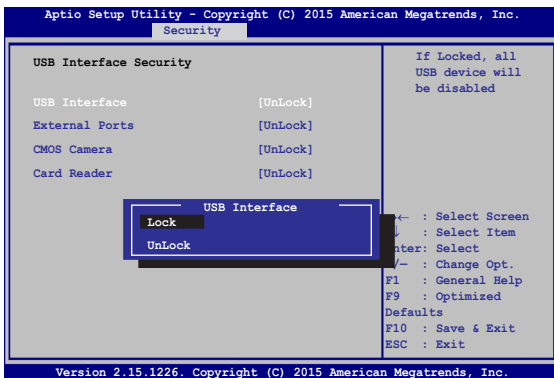 Aptio Setup Utility - Copyright (C) 2015 American Megatrends, Inc.
Security
USB Interface Security
USB Interface [UnLock]
External Ports [UnLock]
CMOS Camera [UnLock]
Card Reader [UnLock]
If Locked, all
USB device will
be disabled
USB Interface
Lock
UnLock
← : Select Screen
↓ : Select Item
nter: Select
/— : Change Opt.
F1 : General Help
F9 : Optimized
Defaults
F10 : Save & Exit
ESC : Exit
Version 2.15.1226. Copyright (C) 2015 American Megatrends, Inc.